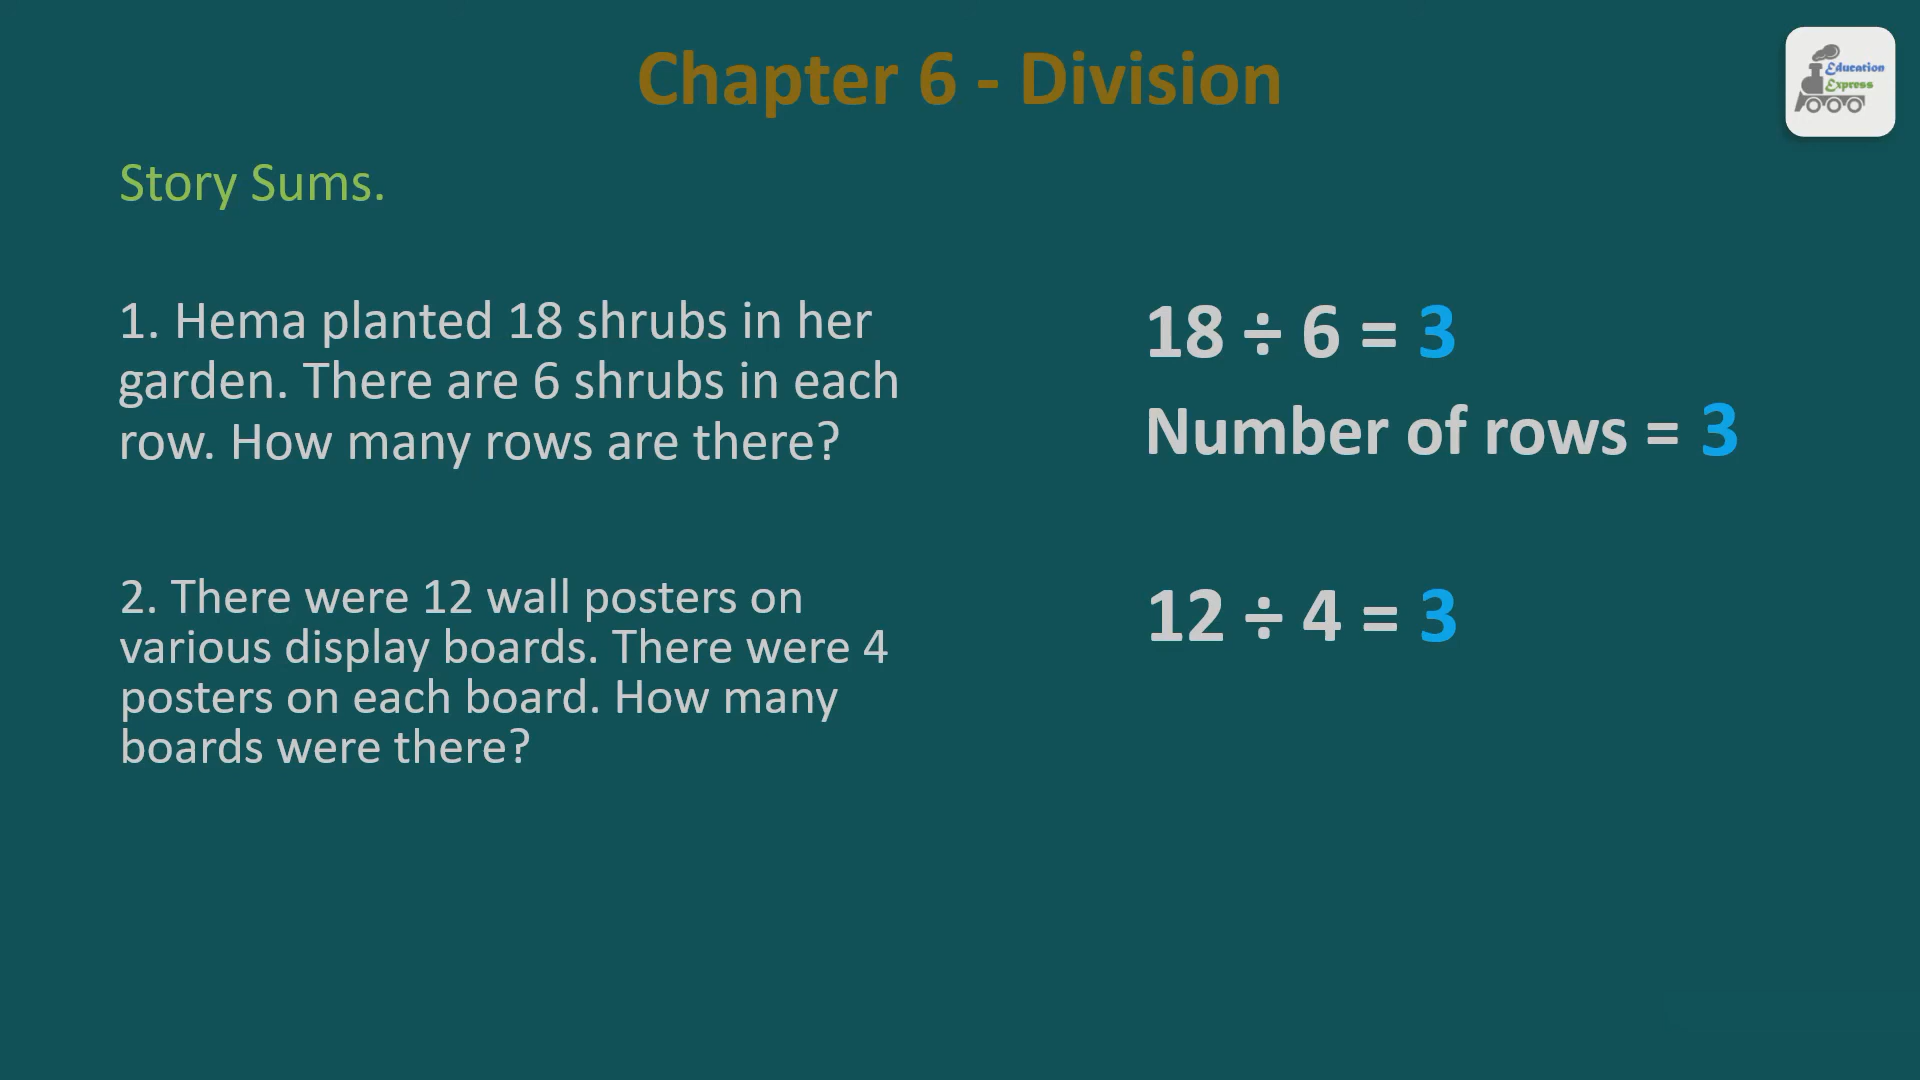 Chapter 6 - Division
Education
Express
Story Sums.
1. Hema planted 18 shrubs in her
garden. There are 6 shrubs in each
row. How many rows are there?
18 ÷ 6 = 3
Number of rows = 3
2. There were 12 wall posters on
various display boards. There were 4
posters on each board. How many
boards were there?
12 ÷ 4 = 3